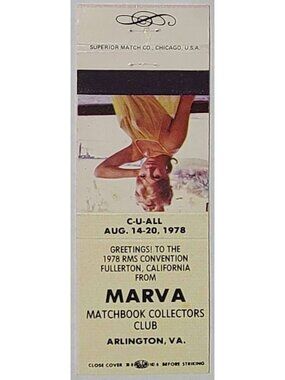 SUPERIOR MATCH CO., CHICAGO, U.S.A.
C-U-ALL
AUG. 14-20, 1978
GREETINGS! TO THE
1978 RMS CONVENTION
FULLERTON, CALIFORNIA
FROM
MARVA
MATCHBOOK COLLECTORS
CLUB
ARLINGTON, VA.
CLOSE COVER BEFORE STRIKING